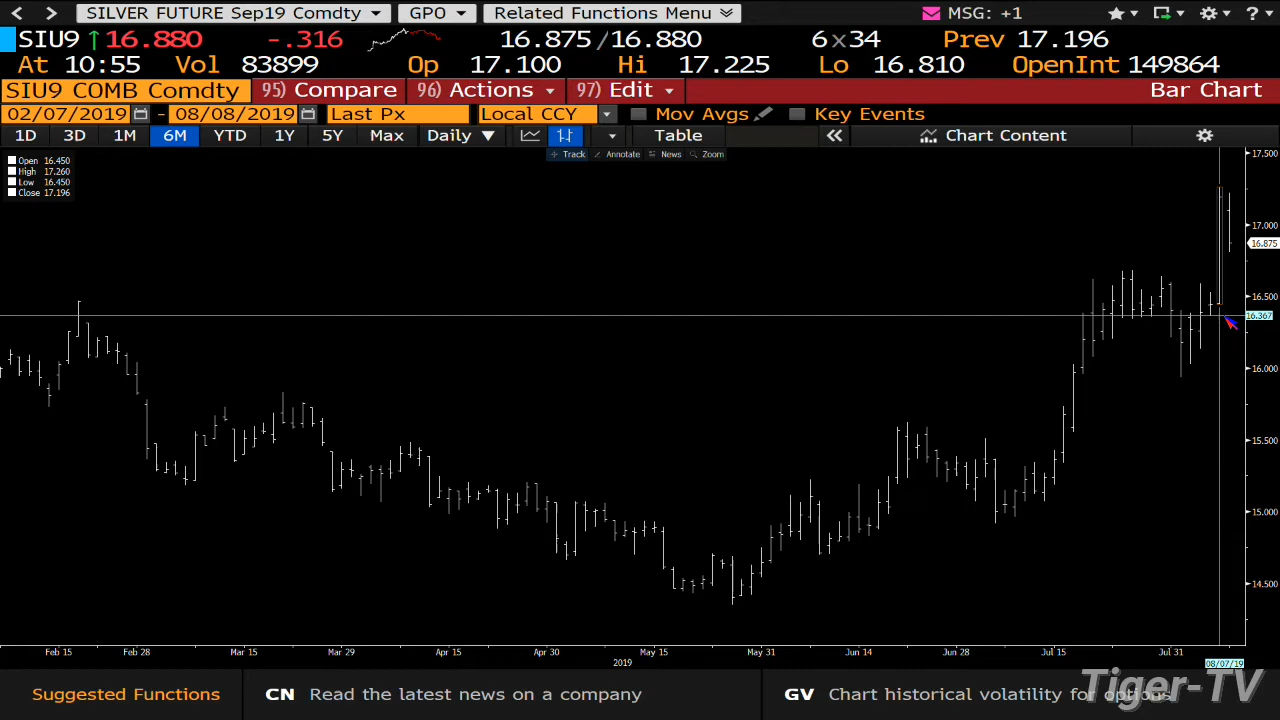 SILVER FUTURE Sep19 Comdty GPO Related Functions Menu MSG: +1 ?
SIU9 ↑16.880 -.316 16.875/16.880 6x34 Prev 17.196
At 10:55 Vol 83899 Op 17.100 Hi 17.225 Lo 16.810 OpenInt 149864
SIU9 COMB Comdty 95) Compare 96) Actions 97) Edit Bar Chart
02/07/2019 - 08/08/2019 Last Px Local CCY Mov Avgs Key Events
1D 3D 1M 6M YTD 1Y 5Y Max Daily ▼ Table « Chart Content
Track Annotate News Zoom
Open 16.450
High 17.260
Low 16.450
Close 17.196
17.500
17.000
16.875
16.500
16.367
16.000
15.500
15.000
14.500
Feb 15 Feb 28 Mar 15 Mar 29 Apr 15 Apr 30 May 15 May 31 Jun 14 Jun 28 Jul 15 Jul 31
2019 08/07/19
Suggested Functions CN Read the latest news on a company GV Chart historical volatility for options
Tiger-TV